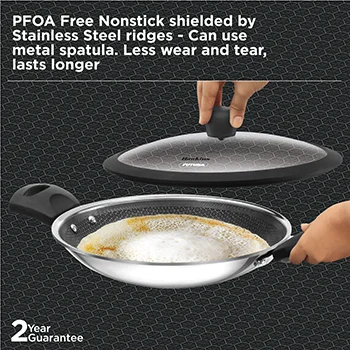 PFOA Free Nonstick shielded by
Stainless Steel ridges - Can use
metal spatula. Less wear and tear,
lasts longer
Hawkins
2 Year
Guarantee